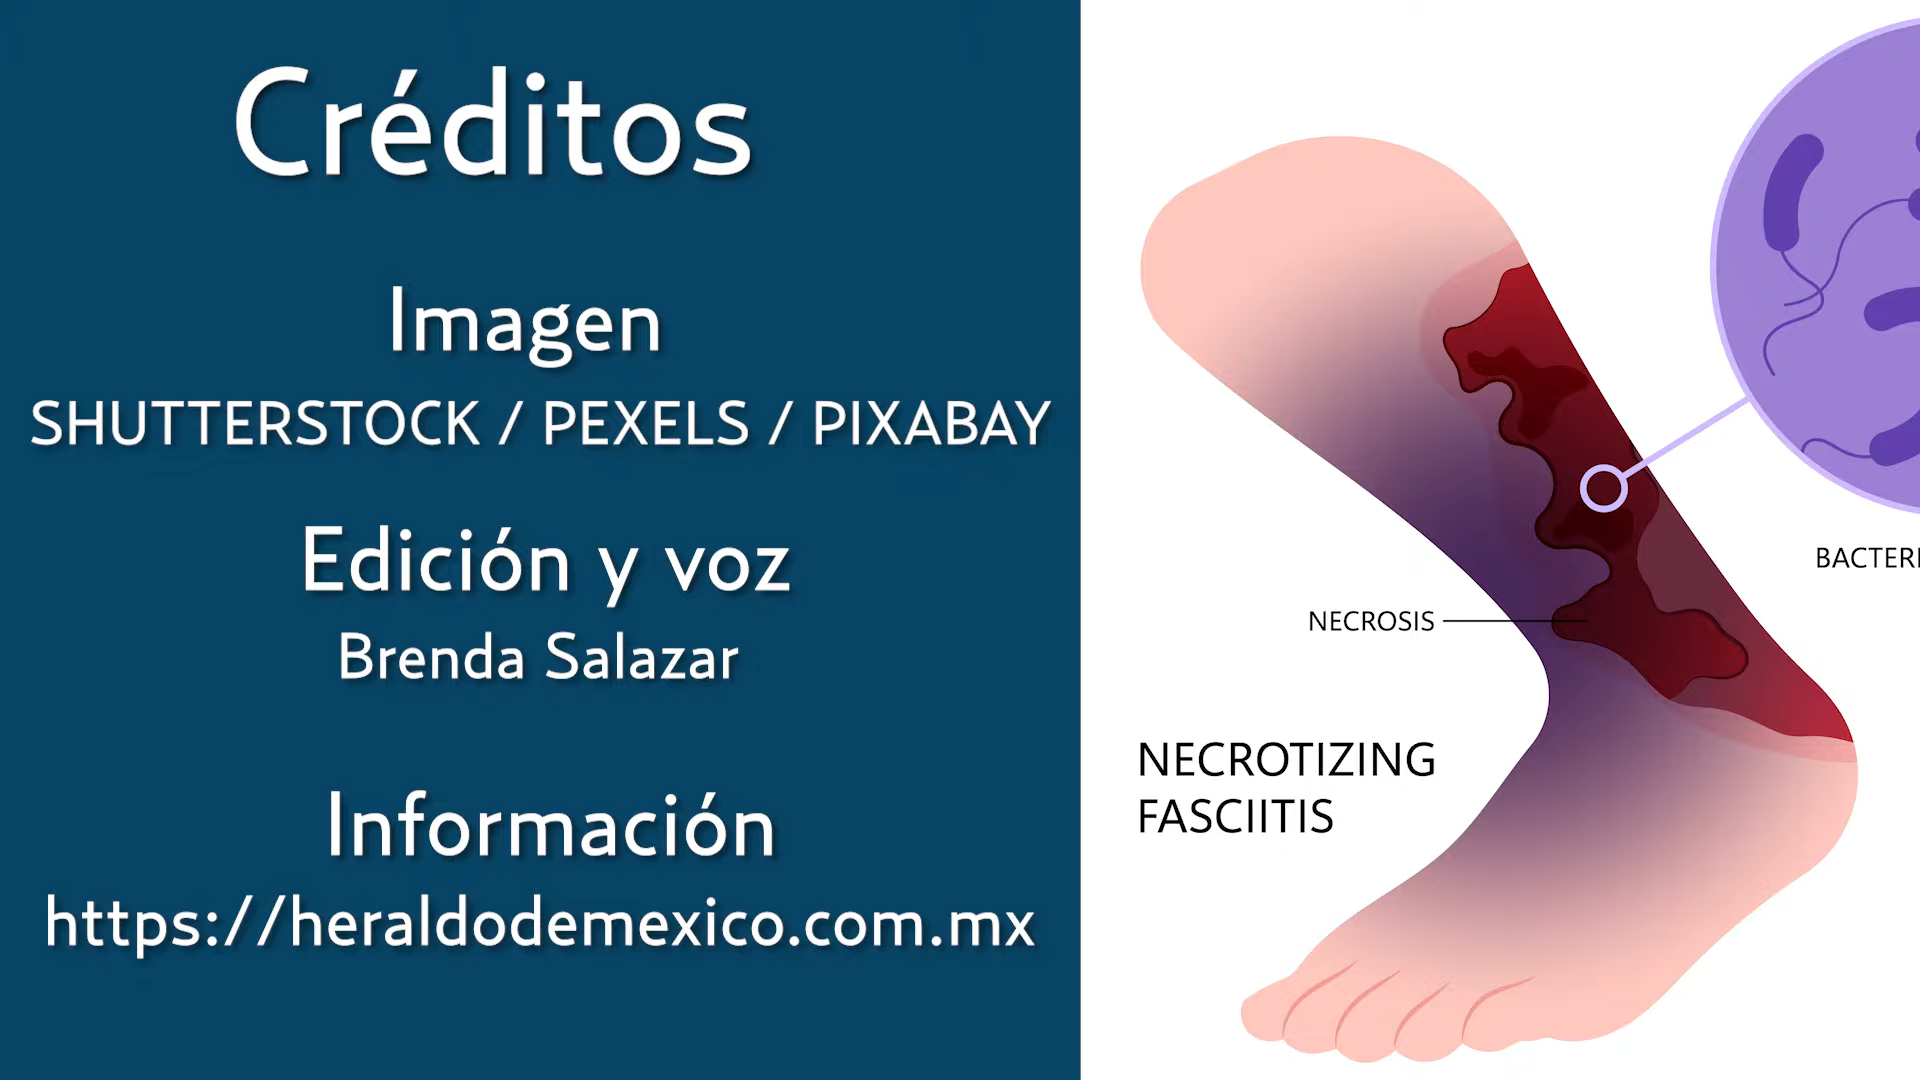 Créditos
Imagen
SHUTTERSTOCK / PEXELS / PIXABAY
Edición y voz
Brenda Salazar
Información
https://heraldodemexico.com.mx
NECROSIS
NECROTIZING
FASCIITIS